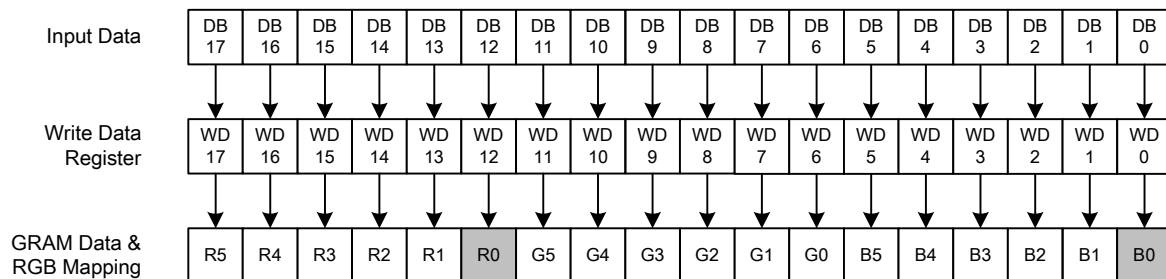 Input Data
DB DB DB DB DB DB DB DB DB DB DB DB DB DB DB DB DB DB
17 16 15 14 13 12 11 10 9 8 7 6 5 4 3 2 1 0
Write Data
Register
WD WD WD WD WD WD WD WD WD WD WD WD WD WD WD WD WD WD
17 16 15 14 13 12 11 10 9 8 7 6 5 4 3 2 1 0
GRAM Data &
RGB Mapping
R5 R4 R3 R2 R1 R0 G5 G4 G3 G2 G1 G0 B5 B4 B3 B2 B1 B0